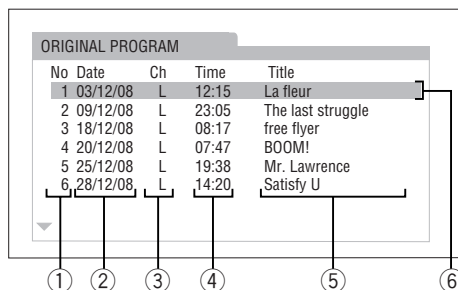 ORIGINAL PROGRAM
No Date Ch Time Title
1 03/12/08 L 12:15 La fleur
2 09/12/08 L 23:05 The last struggle
3 18/12/08 L 08:17 free flyer
4 20/12/08 L 07:47 BOOM!
5 25/12/08 L 19:38 Mr. Lawrence
6 28/12/08 L 14:20 Satisfy U
① ② ③ ④ ⑤ ⑥